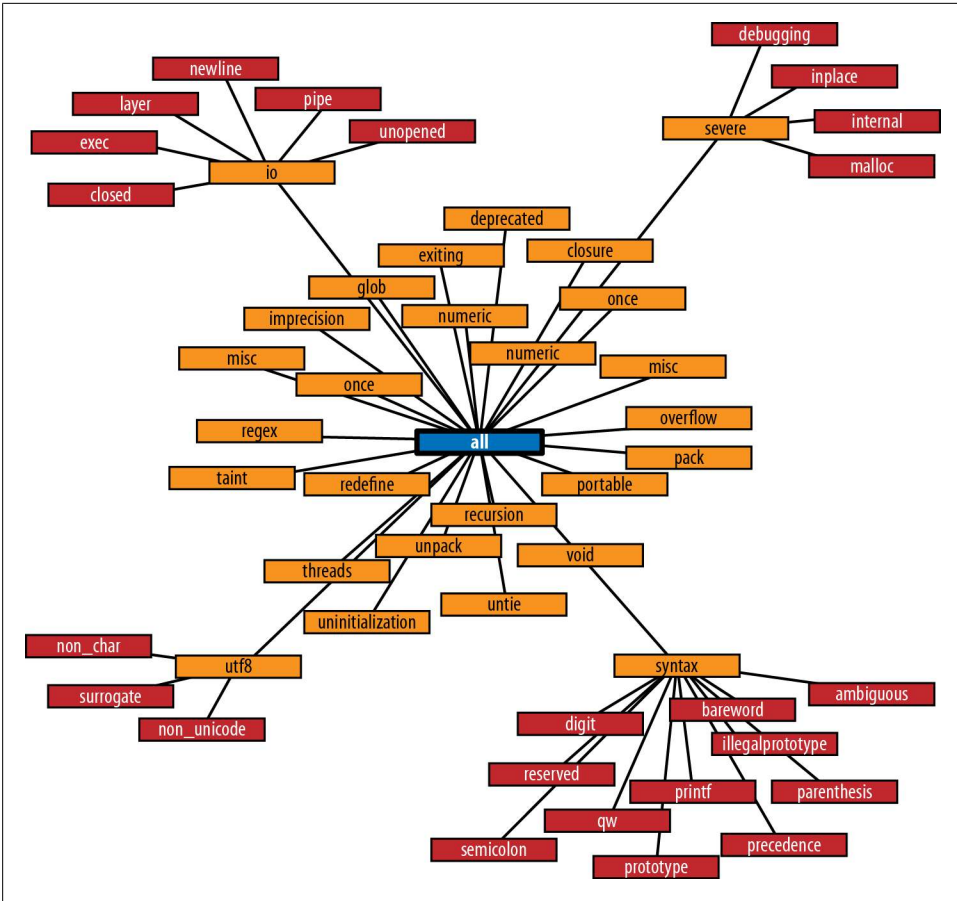 debugging
newline
inplace
layer
pipe
internal
exec
unopened
severe
closed
io
malloc
deprecated
exiting
closure
glob
once
imprecision
numeric
misc
numeric
misc
once
regex
all
overflow
taint
redefine
portable
pack
recursion
unpack
void
threads
untie
uninitialization
non_char
utf8
syntax
surrogate
ambiguous
non_unicode
digit
bareword
illegalprototype
reserved
printf
parenthesis
qw
semicolon
precedence
prototype